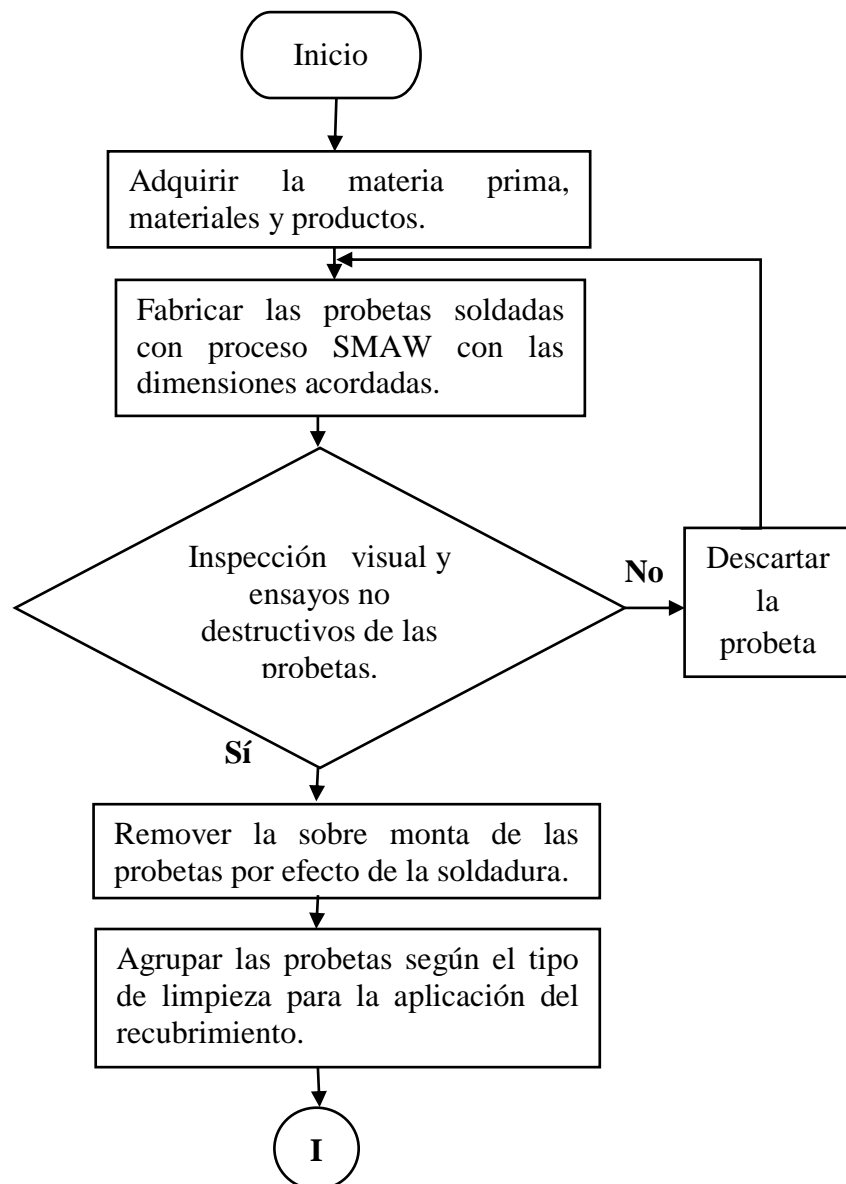 Inicio
Adquirir la materia prima,
materiales y productos.
Fabricar las probetas soldadas
con proceso SMAW con las
dimensiones acordadas.
Inspección visual y
ensayos no
destructivos de las
probetas.
No
Descartar
la
probeta
Sí
Remover la sobre monta de las
probetas por efecto de la soldadura.
Agrupar las probetas según el tipo
de limpieza para la aplicación del
recubrimiento.
I